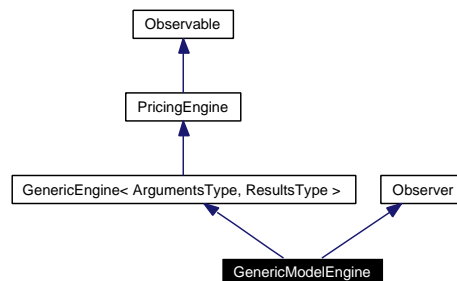 Observable
PricingEngine
GenericEngine< ArgumentsType, ResultsType >
Observer
GenericModelEngine